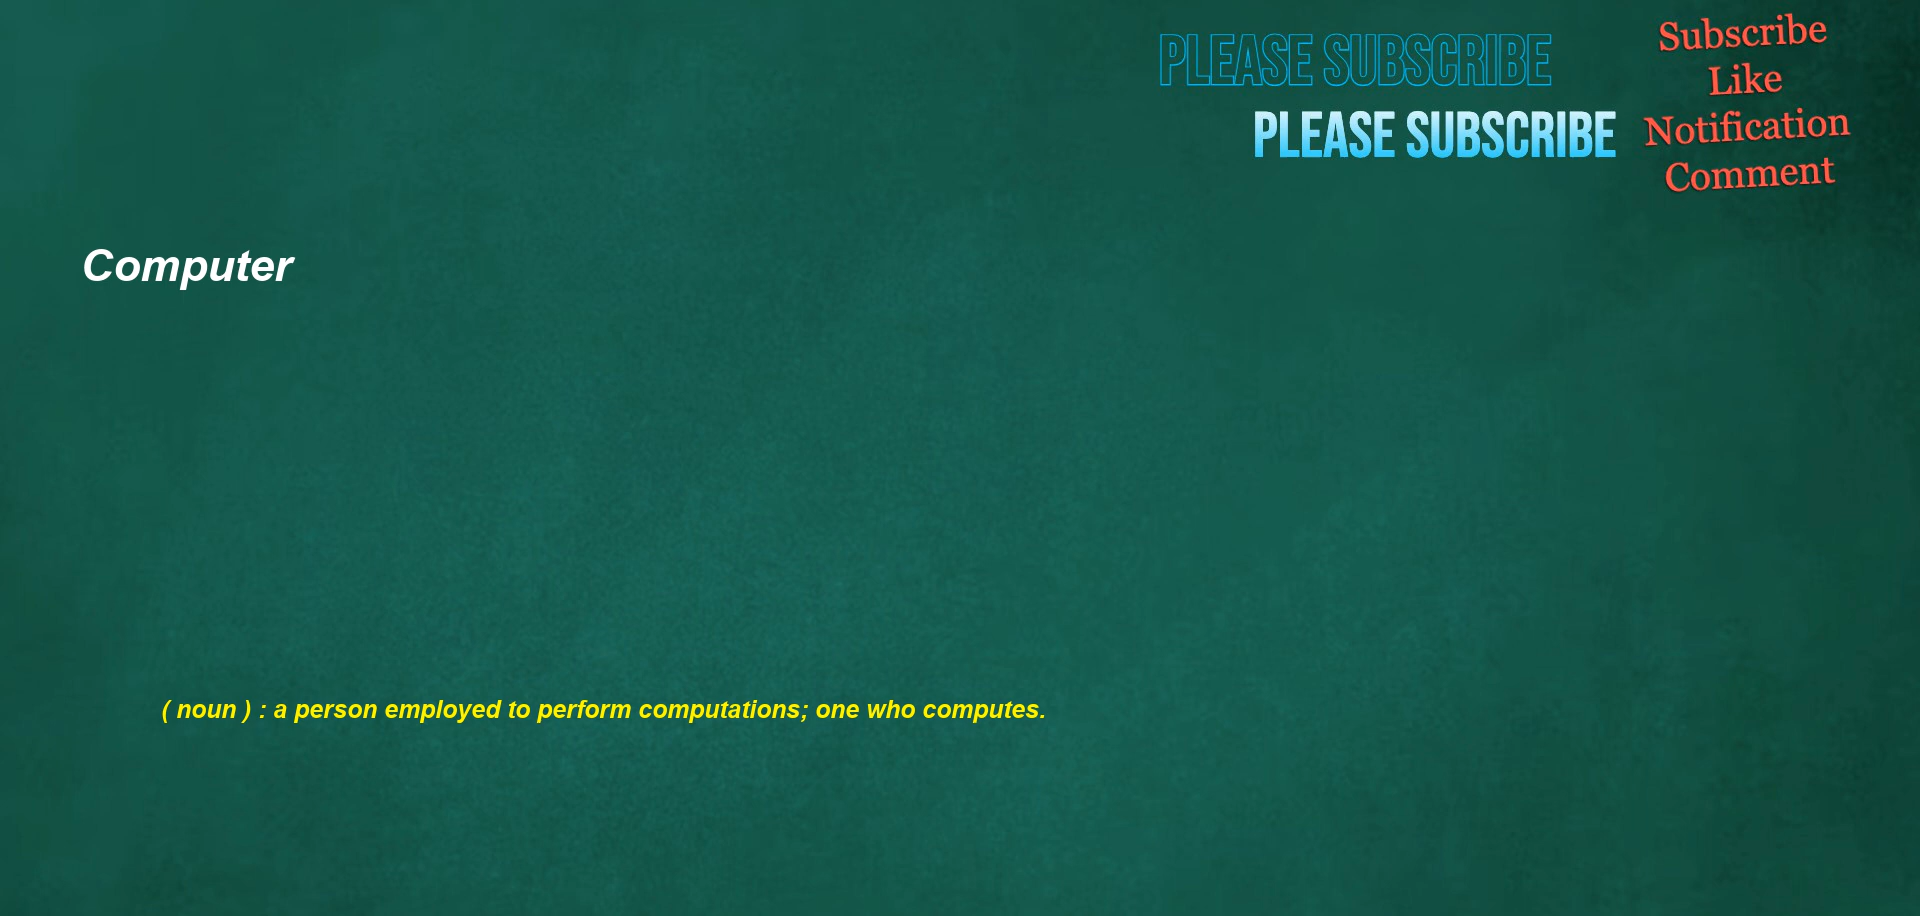 PLEASE SUBSCRIBE
PLEASE SUBSCRIBE
Subscribe
Like
Notification
Comment
Computer
( noun ) : a person employed to perform computations; one who computes.